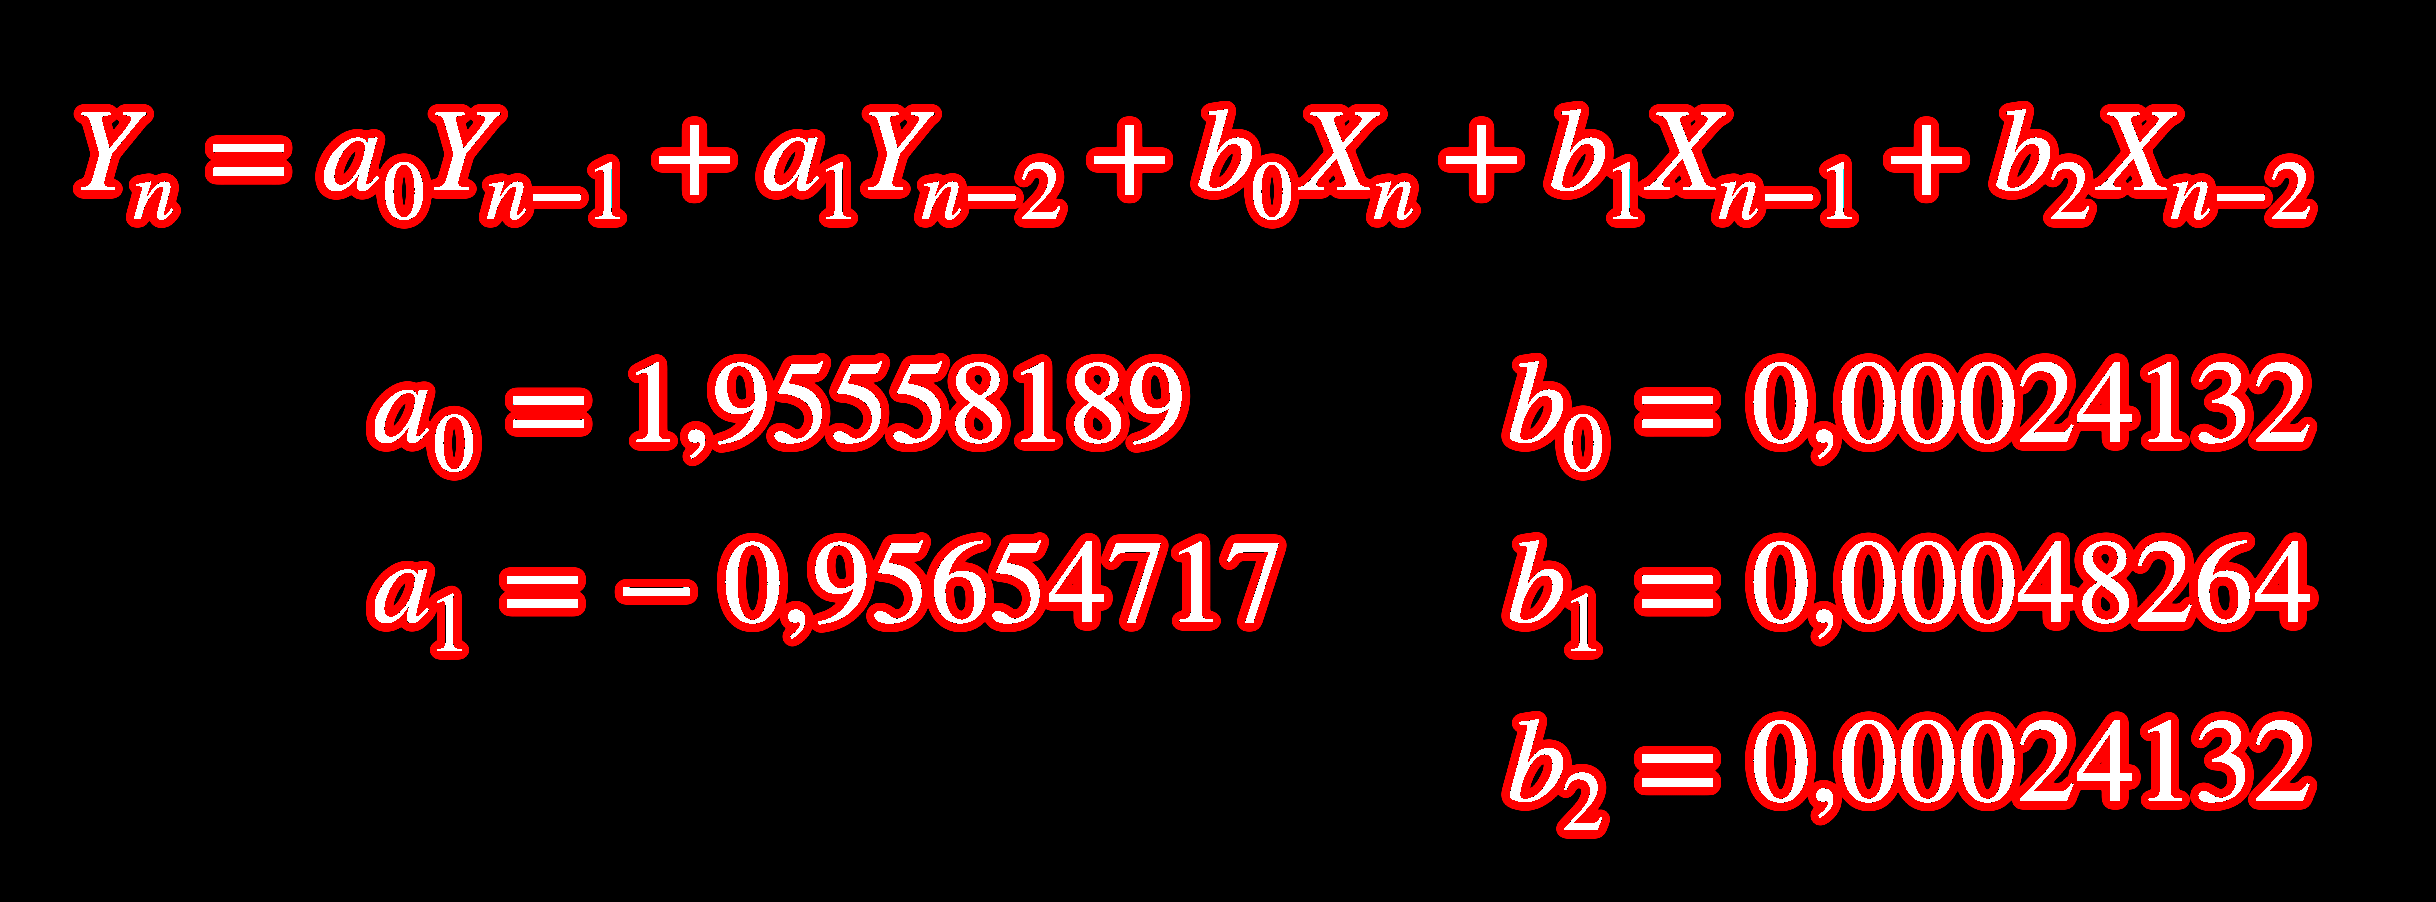 Yₙ = a₀Yₙ₋₁ + a₁Yₙ₋₂ + b₀Xₙ + b₁Xₙ₋₁ + b₂Xₙ₋₂
a₀ = 1,95558189 b₀ = 0,00024132
a₁ = − 0,95654717 b₁ = 0,00048264
b₂ = 0,00024132